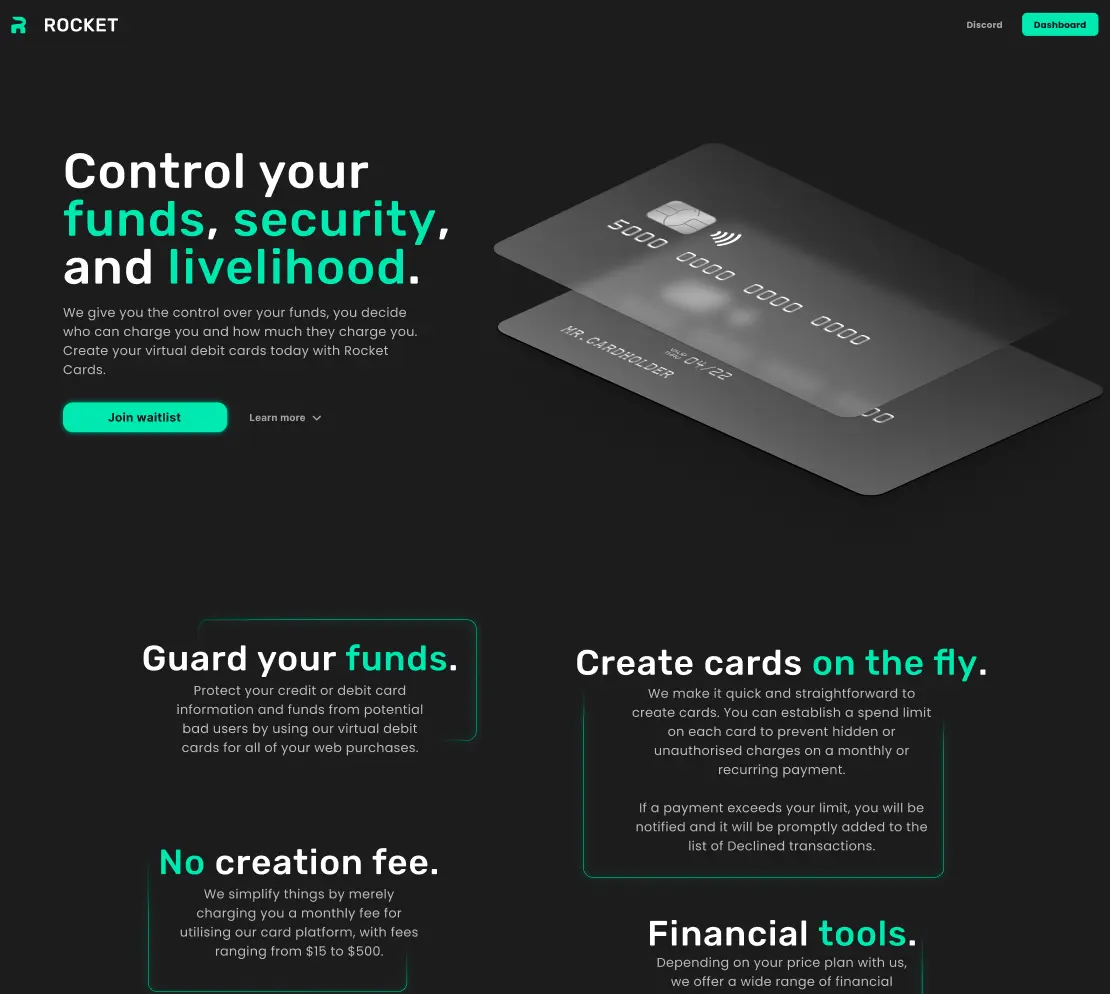 ROCKET
Discord
Dashboard
Control your
funds, security,
and livelihood.
We give you the control over your funds, you decide
who can charge you and how much they charge you.
Create your virtual debit cards today with Rocket
Cards.
Join waitlist
Learn more
5000 0000 0000 0000
MR.CARDHOLDER
04/22
00
Guard your funds.
Protect your credit or debit card
information and funds from potential
bad users by using our virtual debit
cards for all of your web purchases.
Create cards on the fly.
We make it quick and straightforward to
create cards. You can establish a spend limit
on each card to prevent hidden or
unauthorised charges on a monthly or
recurring payment.
If a payment exceeds your limit, you will be
notified and it will be promptly added to the
list of Declined transactions.
No creation fee.
We simplify things by merely
charging you a monthly fee for
utilising our card platform, with fees
ranging from $15 to $500.
Financial tools.
Depending on your price plan with us,
we offer a wide range of financial